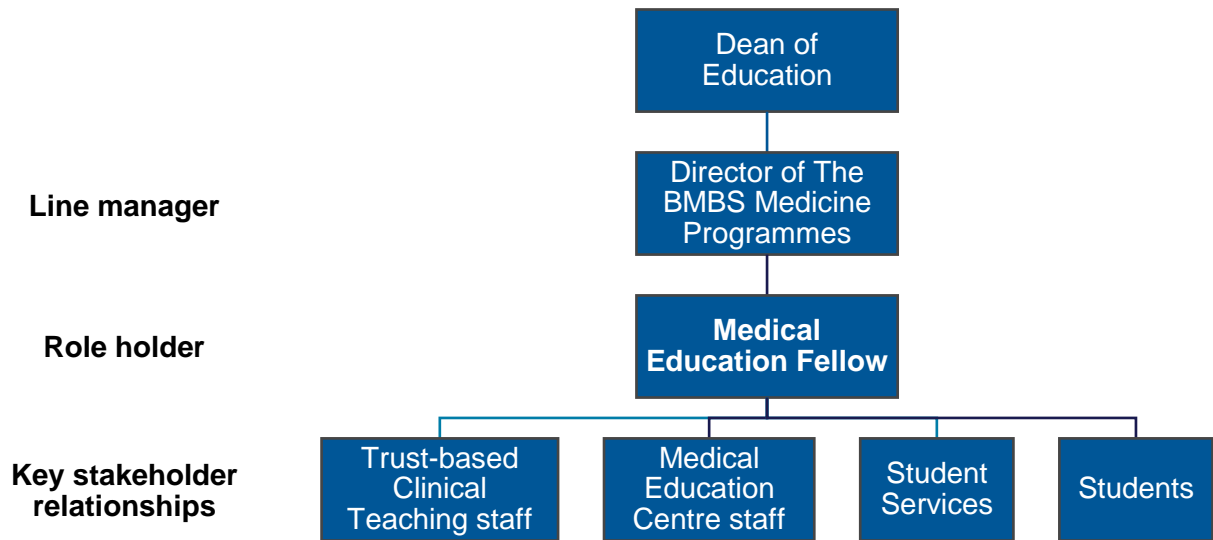 Dean of
Education
Line manager
Director of The
BMBS Medicine
Programmes
Role holder
Medical
Education Fellow
Key stakeholder
relationships
Trust-based
Clinical
Teaching staff
Medical
Education
Centre staff
Student
Services
Students